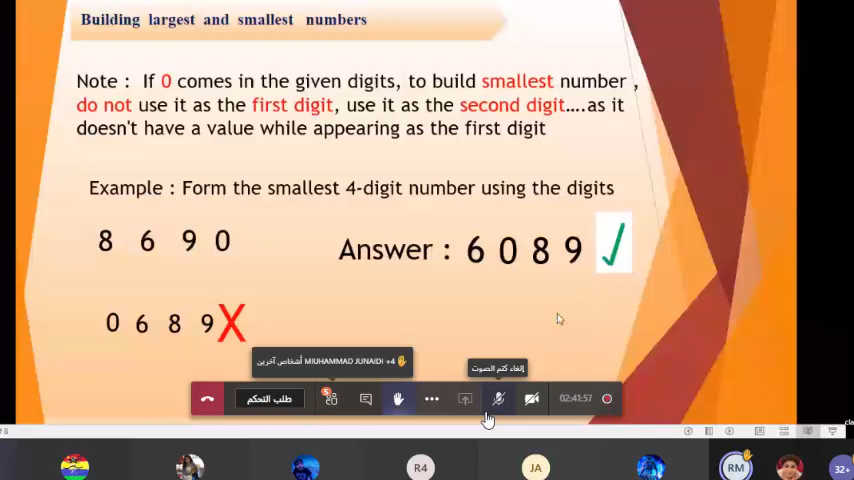 Building largest and smallest numbers
Note : If 0 comes in the given digits, to build smallest number ,
do not use it as the first digit, use it as the second digit....as it
doesn't have a value while appearing as the first digit
Example : Form the smallest 4-digit number using the digits
8 6 9 0
Answer : 6 0 8 9
0 6 8 9 X
MIUHAMMAD JUNAIDI +4 أشخاص آخرين
إلغاء كتم الصوت
5
طلب التحكم
02:41:57
R4
JA
RM
32+